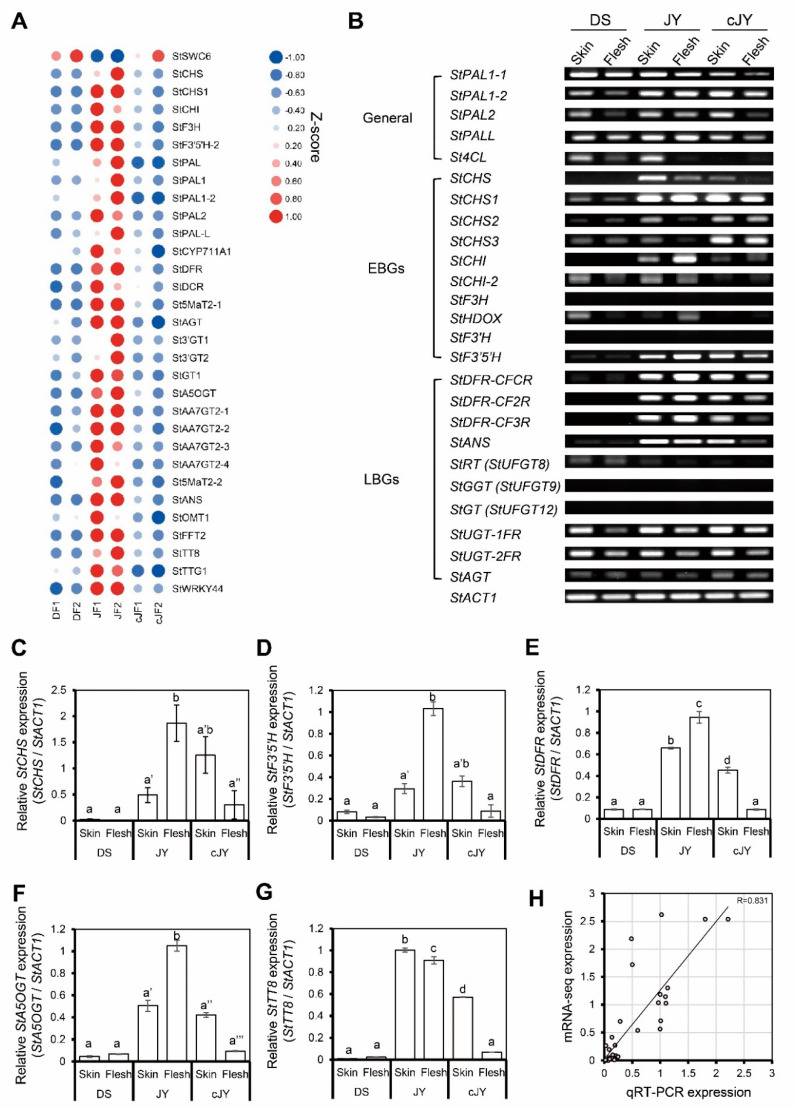 A
StSWC6
StCHS
StCHS1
StCHI
StF3H
StF3'5'H-2
StPAL
StPAL1
StPAL1-2
StPAL2
StPAL-L
StCYP711A1
StDFR
StDCR
St5MaT2-1
StAGT
St3'GT1
St3'GT2
StGT1
StA5OGT
StAA7GT2-1
StAA7GT2-2
StAA7GT2-3
StAA7GT2-4
St5MaT2-2
StANS
StOMT1
StFFT2
StTT8
StTTG1
StWRKY44
DF1 DF2 JF1 JF2 cJF1 cJF2
-1.00
-0.80
-0.60
-0.40
0.20
0.20
0.40
0.60
0.80
1.00
Z-score
B
DS JY cJY
Skin Flesh Skin Flesh Skin Flesh
General
StPAL1-1
StPAL1-2
StPAL2
StPALL
St4CL
EBGs
StCHS
StCHS1
StCHS2
StCHS3
StCHI
StCHI-2
StF3H
StHDOX
StF3'H
StF3'5'H
LBGs
StDFR-CFCR
StDFR-CF2R
StDFR-CF3R
StANS
StRT (StUFGT8)
StGGT (StUFGT9)
StGT (StUFGT12)
StUGT-1FR
StUGT-2FR
StAGT
StACT1
C
Relative StCHS expression
(StCHS / StACT1)
2.5
2
1.5
1
0.5
0
a a a' b a'b a''
Skin Flesh Skin Flesh Skin Flesh
DS JY cJY
D
Relative StF3'5'H expression
(StF3'5'H / StACT1)
1.2
1
0.8
0.6
0.4
0.2
0
a a a' b a'b a
Skin Flesh Skin Flesh Skin Flesh
DS JY cJY
E
Relative StDFR expression
(StDFR / StACT1)
1.2
1
0.8
0.6
0.4
0.2
0
a a b c d a
Skin Flesh Skin Flesh Skin Flesh
DS JY cJY
F
Relative StA5OGT expression
(StA5OGT / StACT1)
1.2
1
0.8
0.6
0.4
0.2
0
a a a' b a'' a'''
Skin Flesh Skin Flesh Skin Flesh
DS JY cJY
G
Relative StTT8 expression
(StTT8 / StACT1)
1.2
1
0.8
0.6
0.4
0.2
0
a a b c d a
Skin Flesh Skin Flesh Skin Flesh
DS JY cJY
H
mRNA-seq expression
3
2.5
2
1.5
1
0.5
0
R=0.831
0 0.5 1 1.5 2 2.5 3
qRT-PCR expression